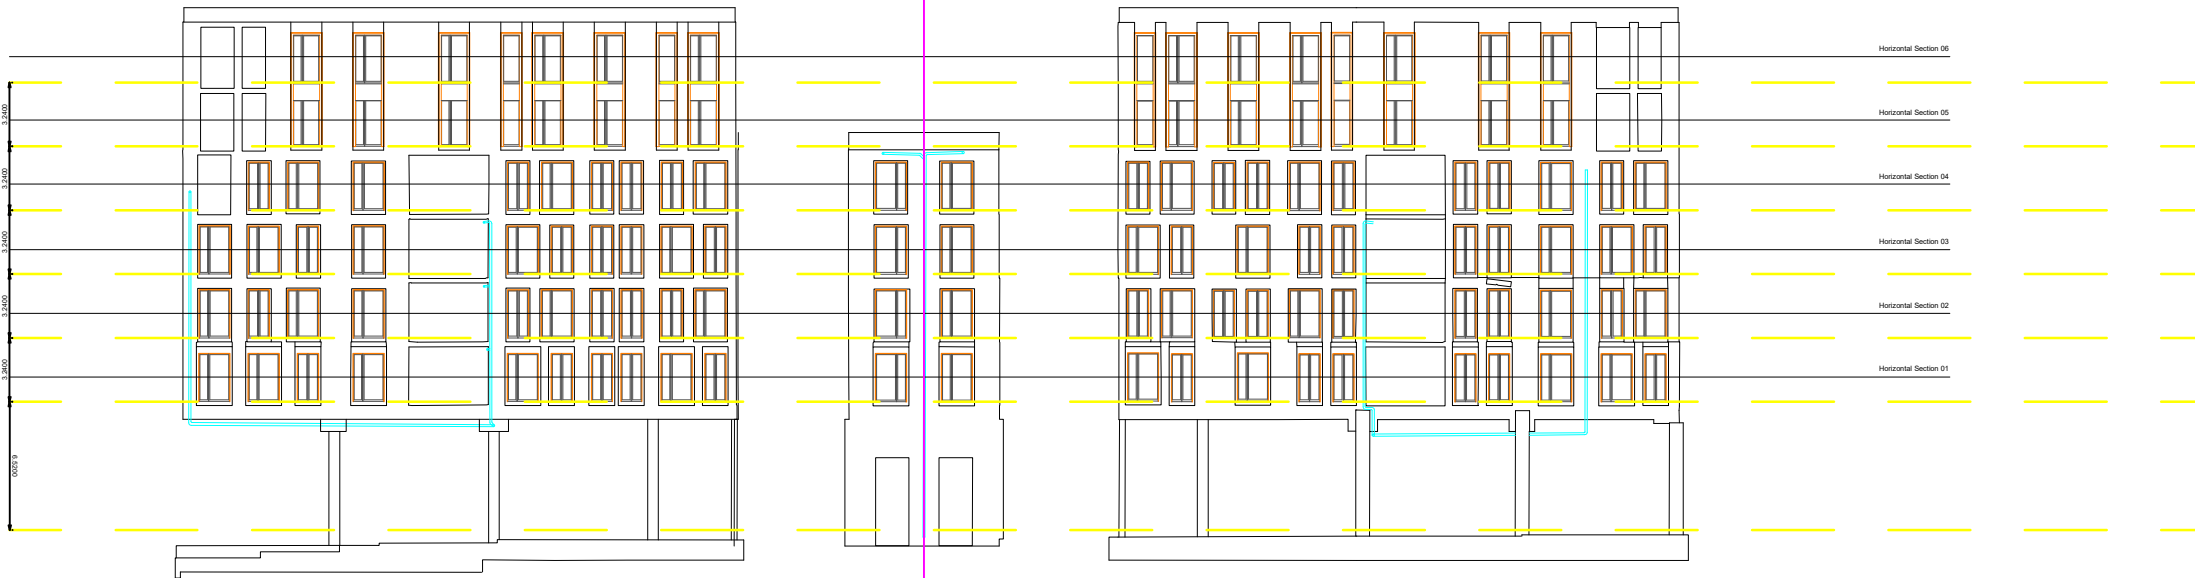 Horizontal Section 06
3.2400
Horizontal Section 05
3.2400
Horizontal Section 04
3.2400
Horizontal Section 03
3.2400
Horizontal Section 02
3.2400
Horizontal Section 01
6.5200